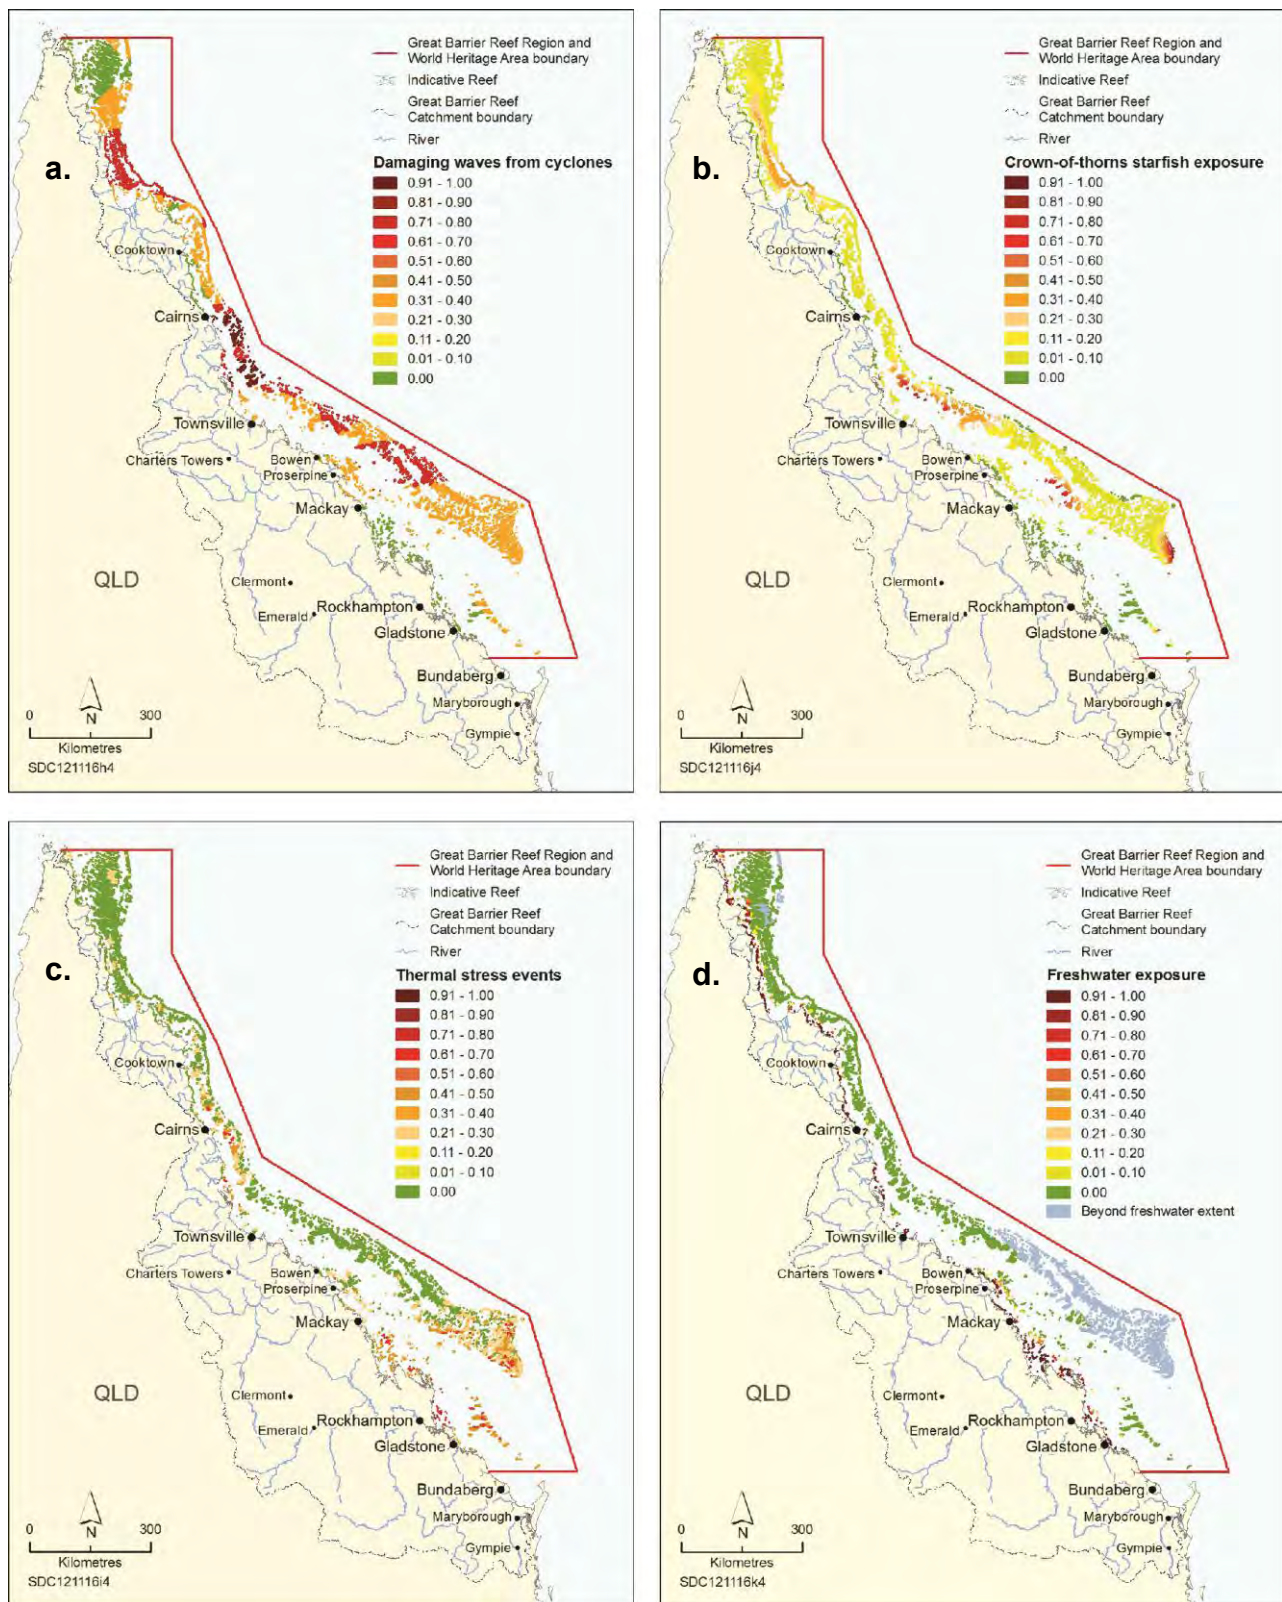 a.
Great Barrier Reef Region and
World Heritage Area boundary
Indicative Reef
Great Barrier Reef
Catchment boundary
River
Damaging waves from cyclones
0.91 - 1.00
0.81 - 0.90
0.71 - 0.80
0.61 - 0.70
0.51 - 0.60
0.41 - 0.50
0.31 - 0.40
0.21 - 0.30
0.11 - 0.20
0.01 - 0.10
0.00
Cooktown
Cairns
Townsville
Charters Towers
Bowen
Proserpine
Mackay
QLD
Clermont
Emerald
Rockhampton
Gladstone
Bundaberg
Maryborough
Gympie
0 300
N
Kilometres
SDC121116h4
b.
Great Barrier Reef Region and
World Heritage Area boundary
Indicative Reef
Great Barrier Reef
Catchment boundary
River
Crown-of-thorns starfish exposure
0.91 - 1.00
0.81 - 0.90
0.71 - 0.80
0.61 - 0.70
0.51 - 0.60
0.41 - 0.50
0.31 - 0.40
0.21 - 0.30
0.11 - 0.20
0.01 - 0.10
0.00
Cooktown
Cairns
Townsville
Charters Towers
Bowen
Proserpine
Mackay
QLD
Clermont
Emerald
Rockhampton
Gladstone
Bundaberg
Maryborough
Gympie
0 300
N
Kilometres
SDC121116j4
c.
Great Barrier Reef Region and
World Heritage Area boundary
Indicative Reef
Great Barrier Reef
Catchment boundary
River
Thermal stress events
0.91 - 1.00
0.81 - 0.90
0.71 - 0.80
0.61 - 0.70
0.51 - 0.60
0.41 - 0.50
0.31 - 0.40
0.21 - 0.30
0.11 - 0.20
0.01 - 0.10
0.00
Cooktown
Cairns
Townsville
Charters Towers
Bowen
Proserpine
Mackay
QLD
Clermont
Emerald
Rockhampton
Gladstone
Bundaberg
Maryborough
Gympie
0 300
N
Kilometres
SDC121116i4
d.
Great Barrier Reef Region and
World Heritage Area boundary
Indicative Reef
Great Barrier Reef
Catchment boundary
River
Freshwater exposure
0.91 - 1.00
0.81 - 0.90
0.71 - 0.80
0.61 - 0.70
0.51 - 0.60
0.41 - 0.50
0.31 - 0.40
0.21 - 0.30
0.11 - 0.20
0.01 - 0.10
0.00
Beyond freshwater extent
Cooktown
Cairns
Townsville
Charters Towers
Bowen
Proserpine
Mackay
QLD
Clermont
Emerald
Rockhampton
Gladstone
Bundaberg
Maryborough
Gympie
0 300
N
Kilometres
SDC121116k4